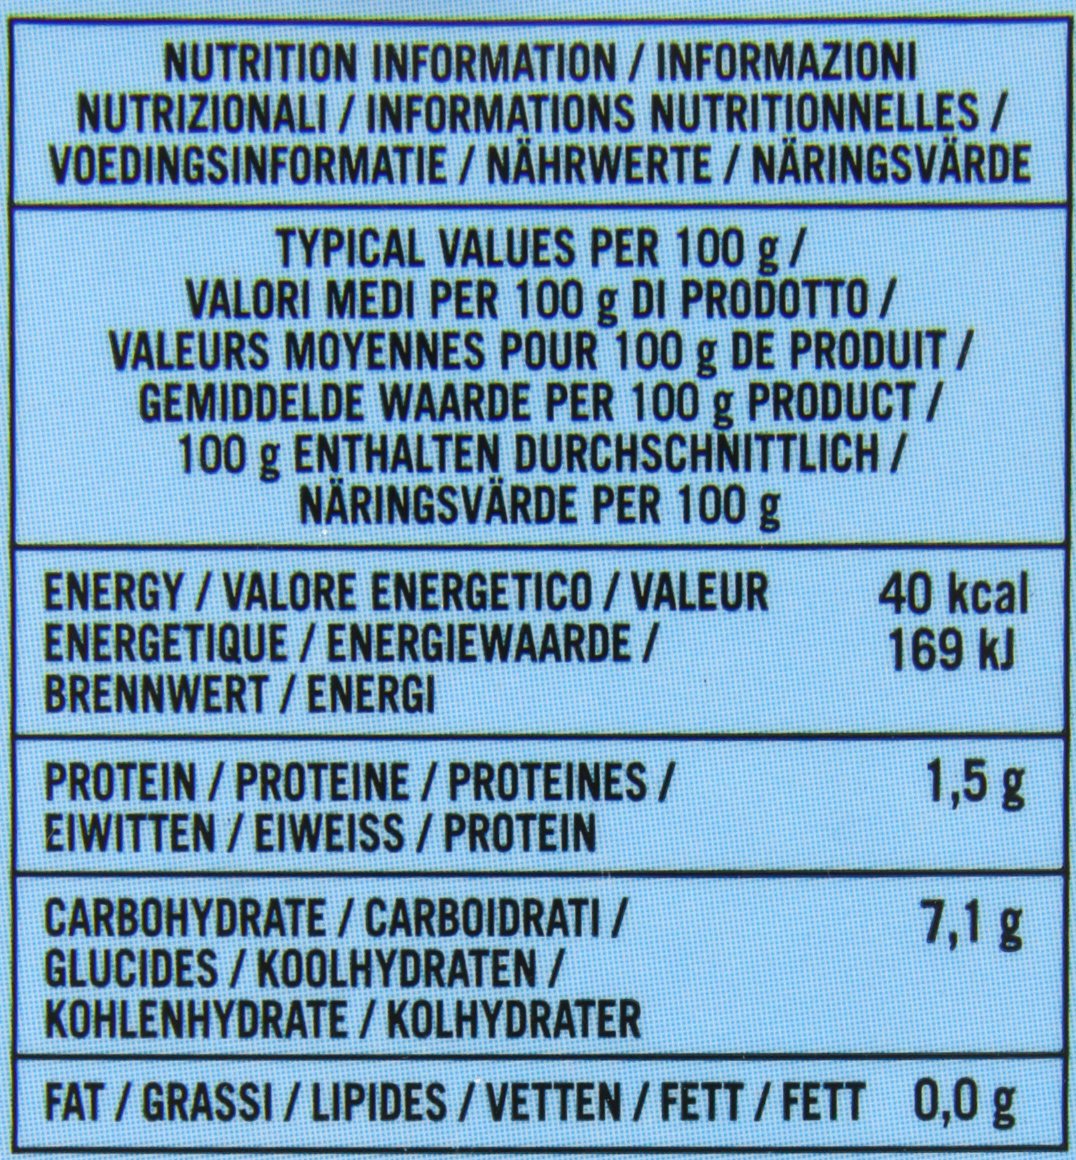 NUTRITION INFORMATION / INFORMAZIONI
NUTRIZIONALI / INFORMATIONS NUTRITIONNELLES /
VOEDINGSINFORMATIE / NÄHRWERTE / NÄRINGSVÄRDE
TYPICAL VALUES PER 100 g /
VALORI MEDI PER 100 g DI PRODOTTO /
VALEURS MOYENNES POUR 100 g DE PRODUIT /
GEMIDDELDE WAARDE PER 100 g PRODUCT /
100 g ENTHALTEN DURCHSCHNITTLICH /
NÄRINGSVÄRDE PER 100 g
ENERGY / VALORE ENERGETICO / VALEUR 40 kcal
ENERGETIQUE / ENERGIEWAARDE / 169 kJ
BRENNWERT / ENERGI
PROTEIN / PROTEINE / PROTEINES / 1,5 g
EIWITTEN / EIWEISS / PROTEIN
CARBOHYDRATE / CARBOIDRATI / 7,1 g
GLUCIDES / KOOLHYDRATEN /
KOHLENHYDRATE / KOLHYDRATER
FAT / GRASSI / LIPIDES / VETTEN / FETT / FETT 0,0 g